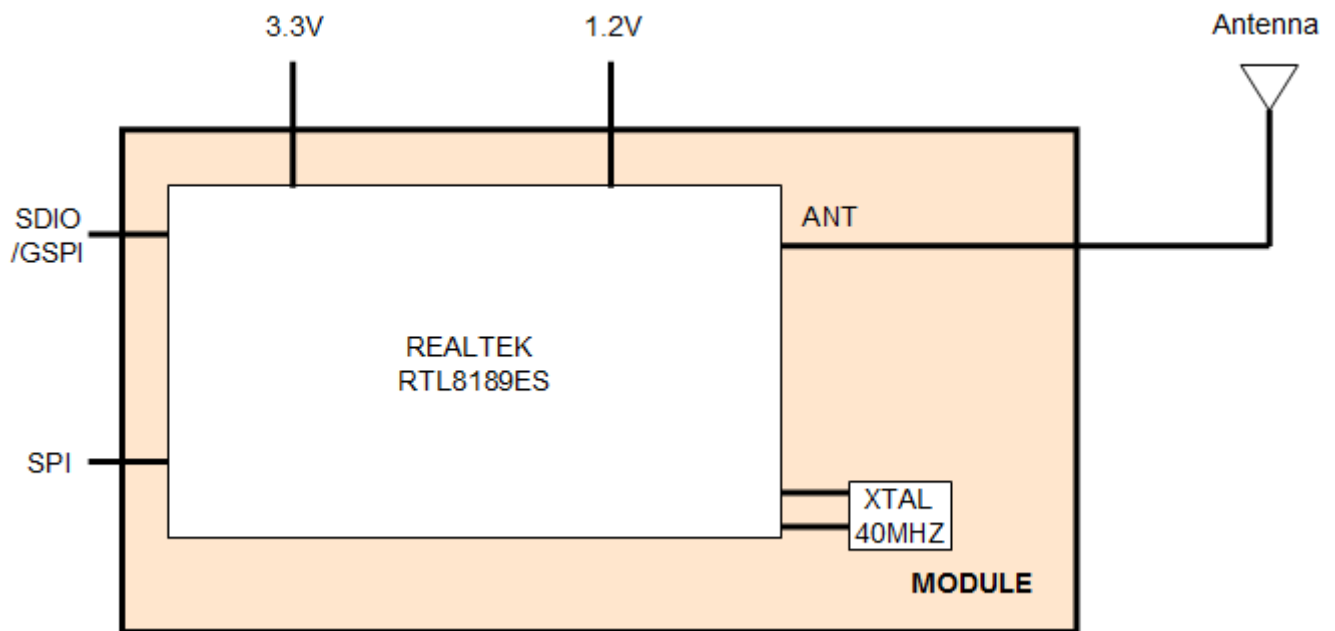 3.3V
1.2V
Antenna
SDIO
/GSPI
ANT
REALTEK
RTL8189ES
SPI
XTAL
40MHZ
MODULE